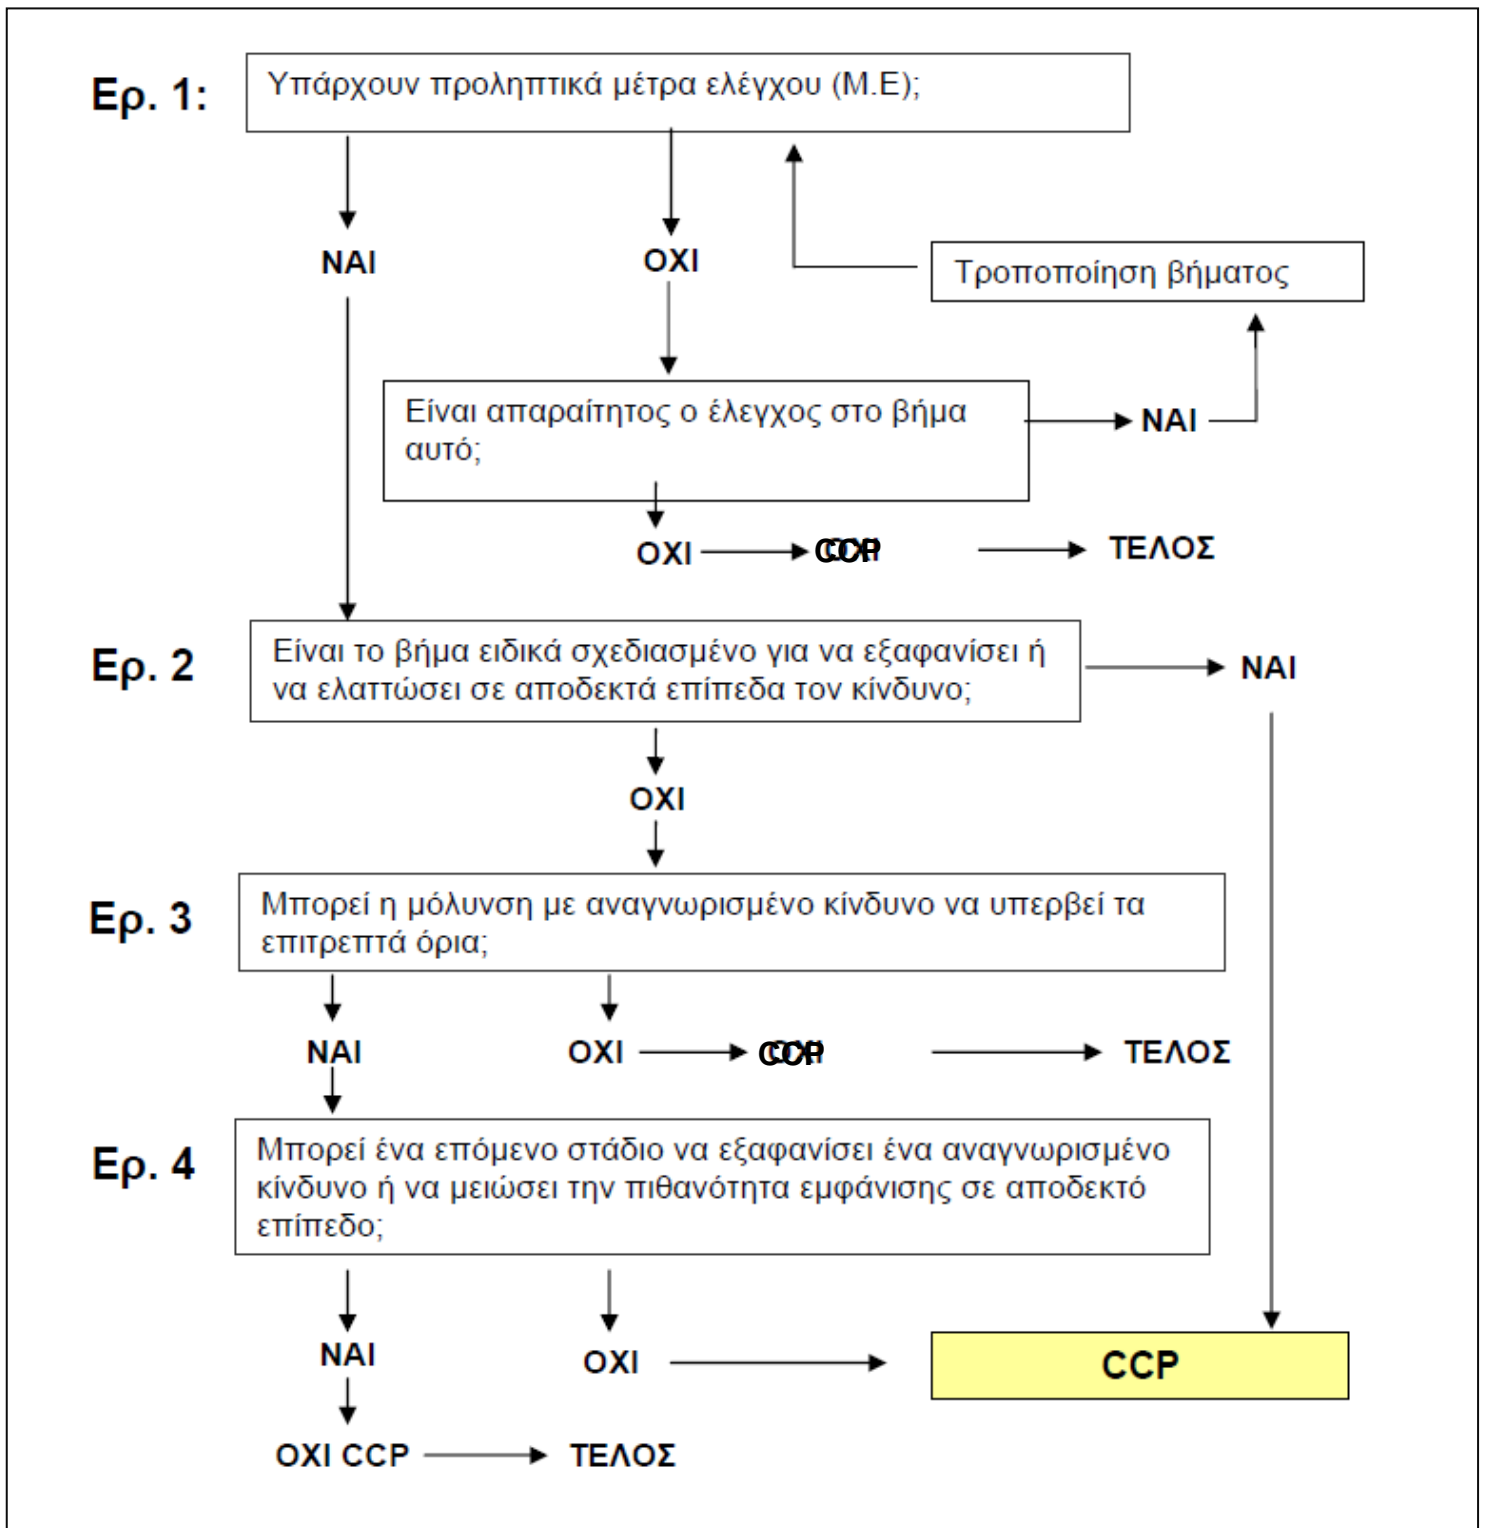 Ερ. 1:
Υπάρχουν προληπτικά μέτρα ελέγχου (Μ.Ε);
ΝΑΙ
ΟΧΙ
Τροποποίηση βήματος
Είναι απαραίτητος ο έλεγχος στο βήμα
αυτό;
ΝΑΙ
ΟΧΙ
ΟΧΙ CCP
ΤΕΛΟΣ
Ερ. 2
Είναι το βήμα ειδικά σχεδιασμένο για να εξαφανίσει ή
να ελαττώσει σε αποδεκτά επίπεδα τον κίνδυνο;
ΝΑΙ
ΟΧΙ
Ερ. 3
Μπορεί η μόλυνση με αναγνωρισμένο κίνδυνο να υπερβεί τα
επιτρεπτά όρια;
ΝΑΙ
ΟΧΙ
ΟΧΙ CCP
ΤΕΛΟΣ
Ερ. 4
Μπορεί ένα επόμενο στάδιο να εξαφανίσει ένα αναγνωρισμένο
κίνδυνο ή να μειώσει την πιθανότητα εμφάνισης σε αποδεκτό
επίπεδο;
ΝΑΙ
ΟΧΙ
CCP
ΟΧΙ CCP
ΤΕΛΟΣ